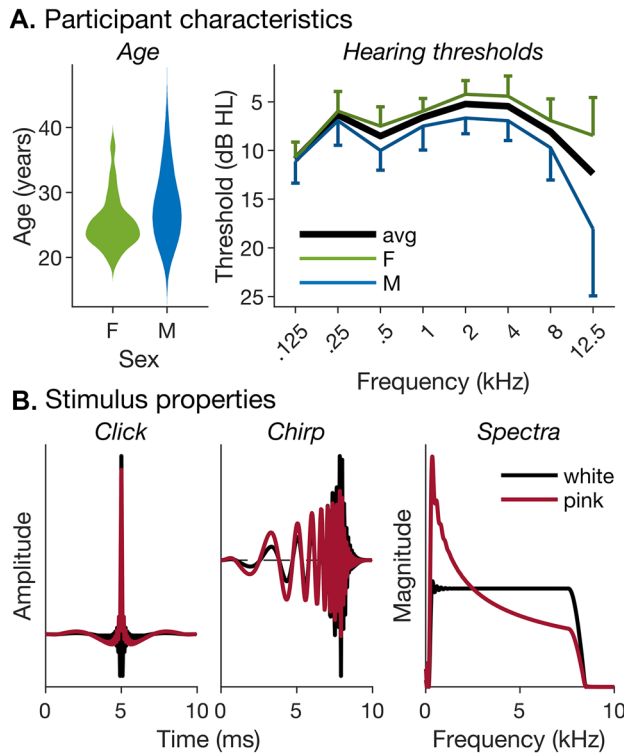 A. Participant characteristics
Age
Hearing thresholds
Age (years)
40
30
20
F
M
Sex
Threshold (dB HL)
5
10
15
20
25
avg
F
M
.125
.25
.5
1
2
4
8
12.5
Frequency (kHz)
B. Stimulus properties
Click
Chirp
Spectra
Amplitude
Magnitude
white
pink
0
5
10
0
5
10
0
5
10
Time (ms)
Frequency (kHz)